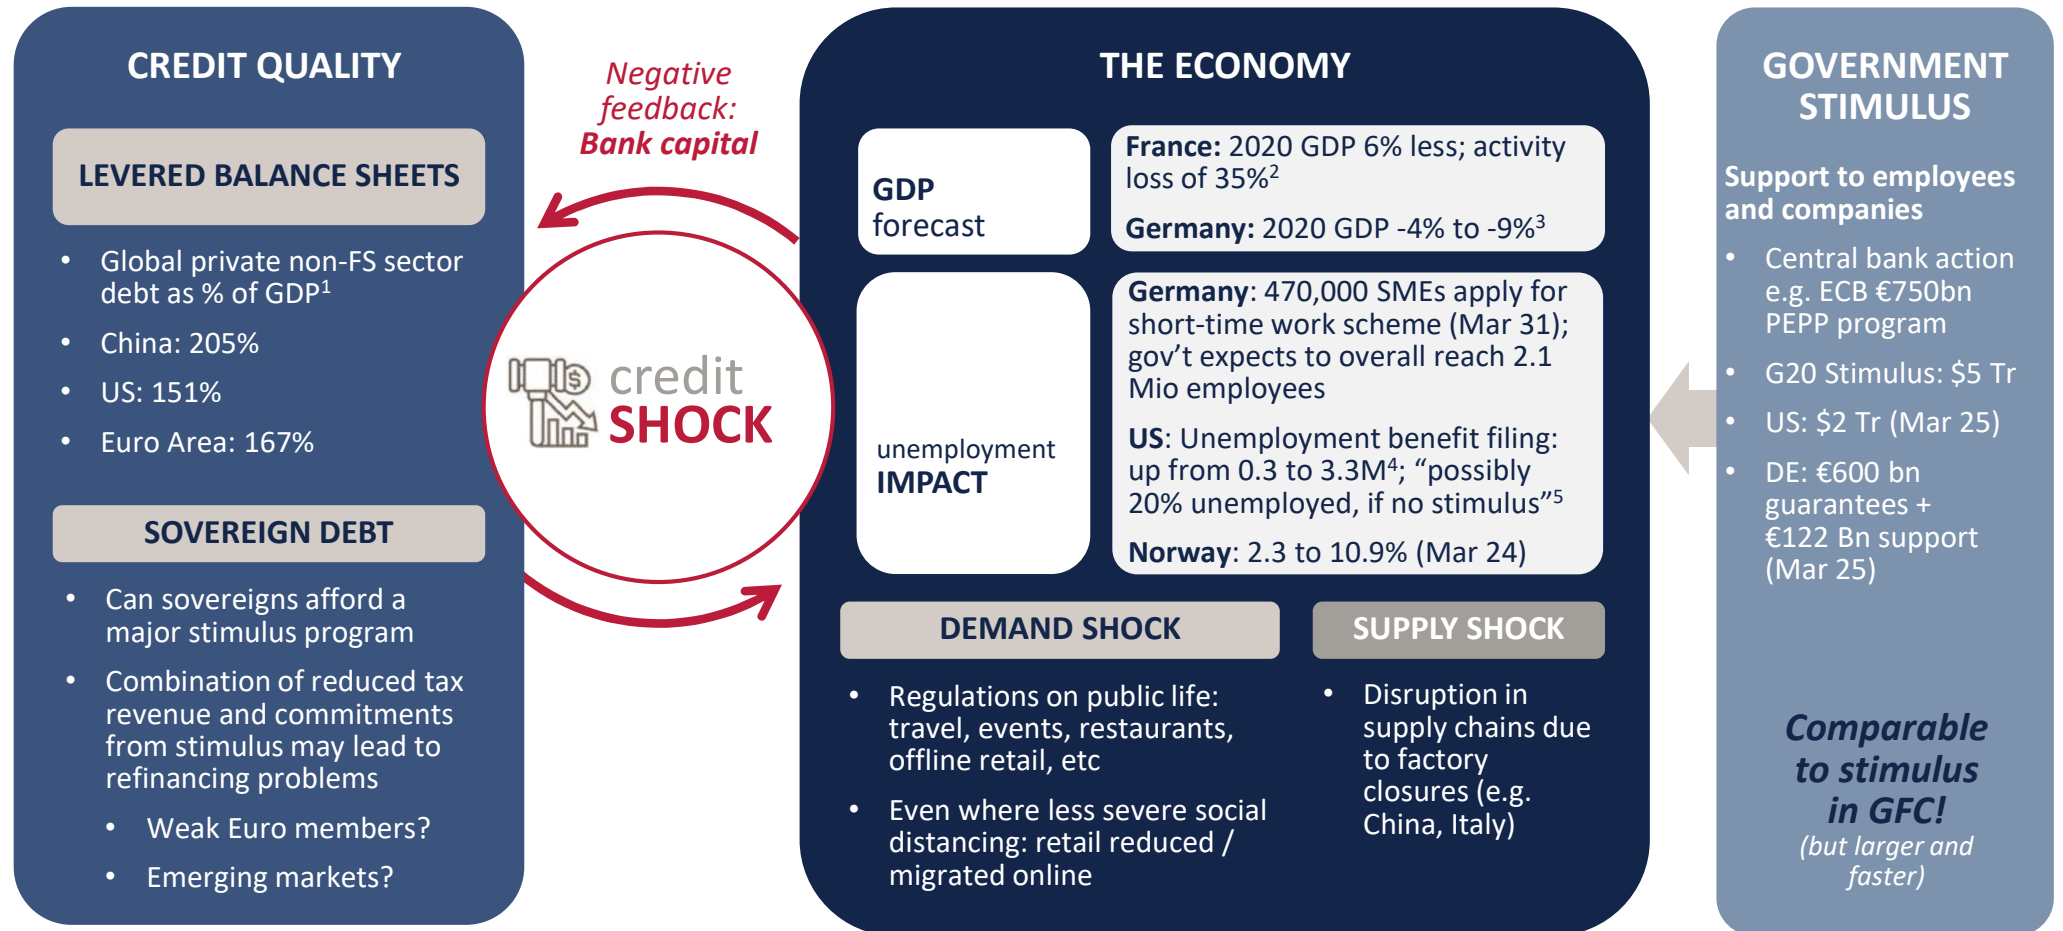 CREDIT QUALITY
LEVERED BALANCE SHEETS
• Global private non-FS sector
debt as % of GDP¹
• China: 205%
• US: 151%
• Euro Area: 167%
SOVEREIGN DEBT
• Can sovereigns afford a
major stimulus program
• Combination of reduced tax
revenue and commitments
from stimulus may lead to
refinancing problems
• Weak Euro members?
• Emerging markets?
Negative
feedback:
Bank capital
credit
SHOCK
THE ECONOMY
GDP
forecast
France: 2020 GDP 6% less; activity
loss of 35%²
Germany: 2020 GDP -4% to -9%³
unemployment
IMPACT
Germany: 470,000 SMEs apply for
short-time work scheme (Mar 31);
gov’t expects to overall reach 2.1
Mio employees
US: Unemployment benefit filing:
up from 0.3 to 3.3M⁴; “possibly
20% unemployed, if no stimulus”⁵
Norway: 2.3 to 10.9% (Mar 24)
DEMAND SHOCK
• Regulations on public life:
travel, events, restaurants,
offline retail, etc
• Even where less severe social
distancing: retail reduced /
migrated online
SUPPLY SHOCK
• Disruption in
supply chains due
to factory
closures (e.g.
China, Italy)
GOVERNMENT
STIMULUS
Support to employees
and companies
• Central bank action
e.g. ECB €750bn
PEPP program
• G20 Stimulus: $5 Tr
• US: $2 Tr (Mar 25)
• DE: €600 bn
guarantees +
€122 Bn support
(Mar 25)
Comparable
to stimulus
in GFC!
(but larger and
faster)